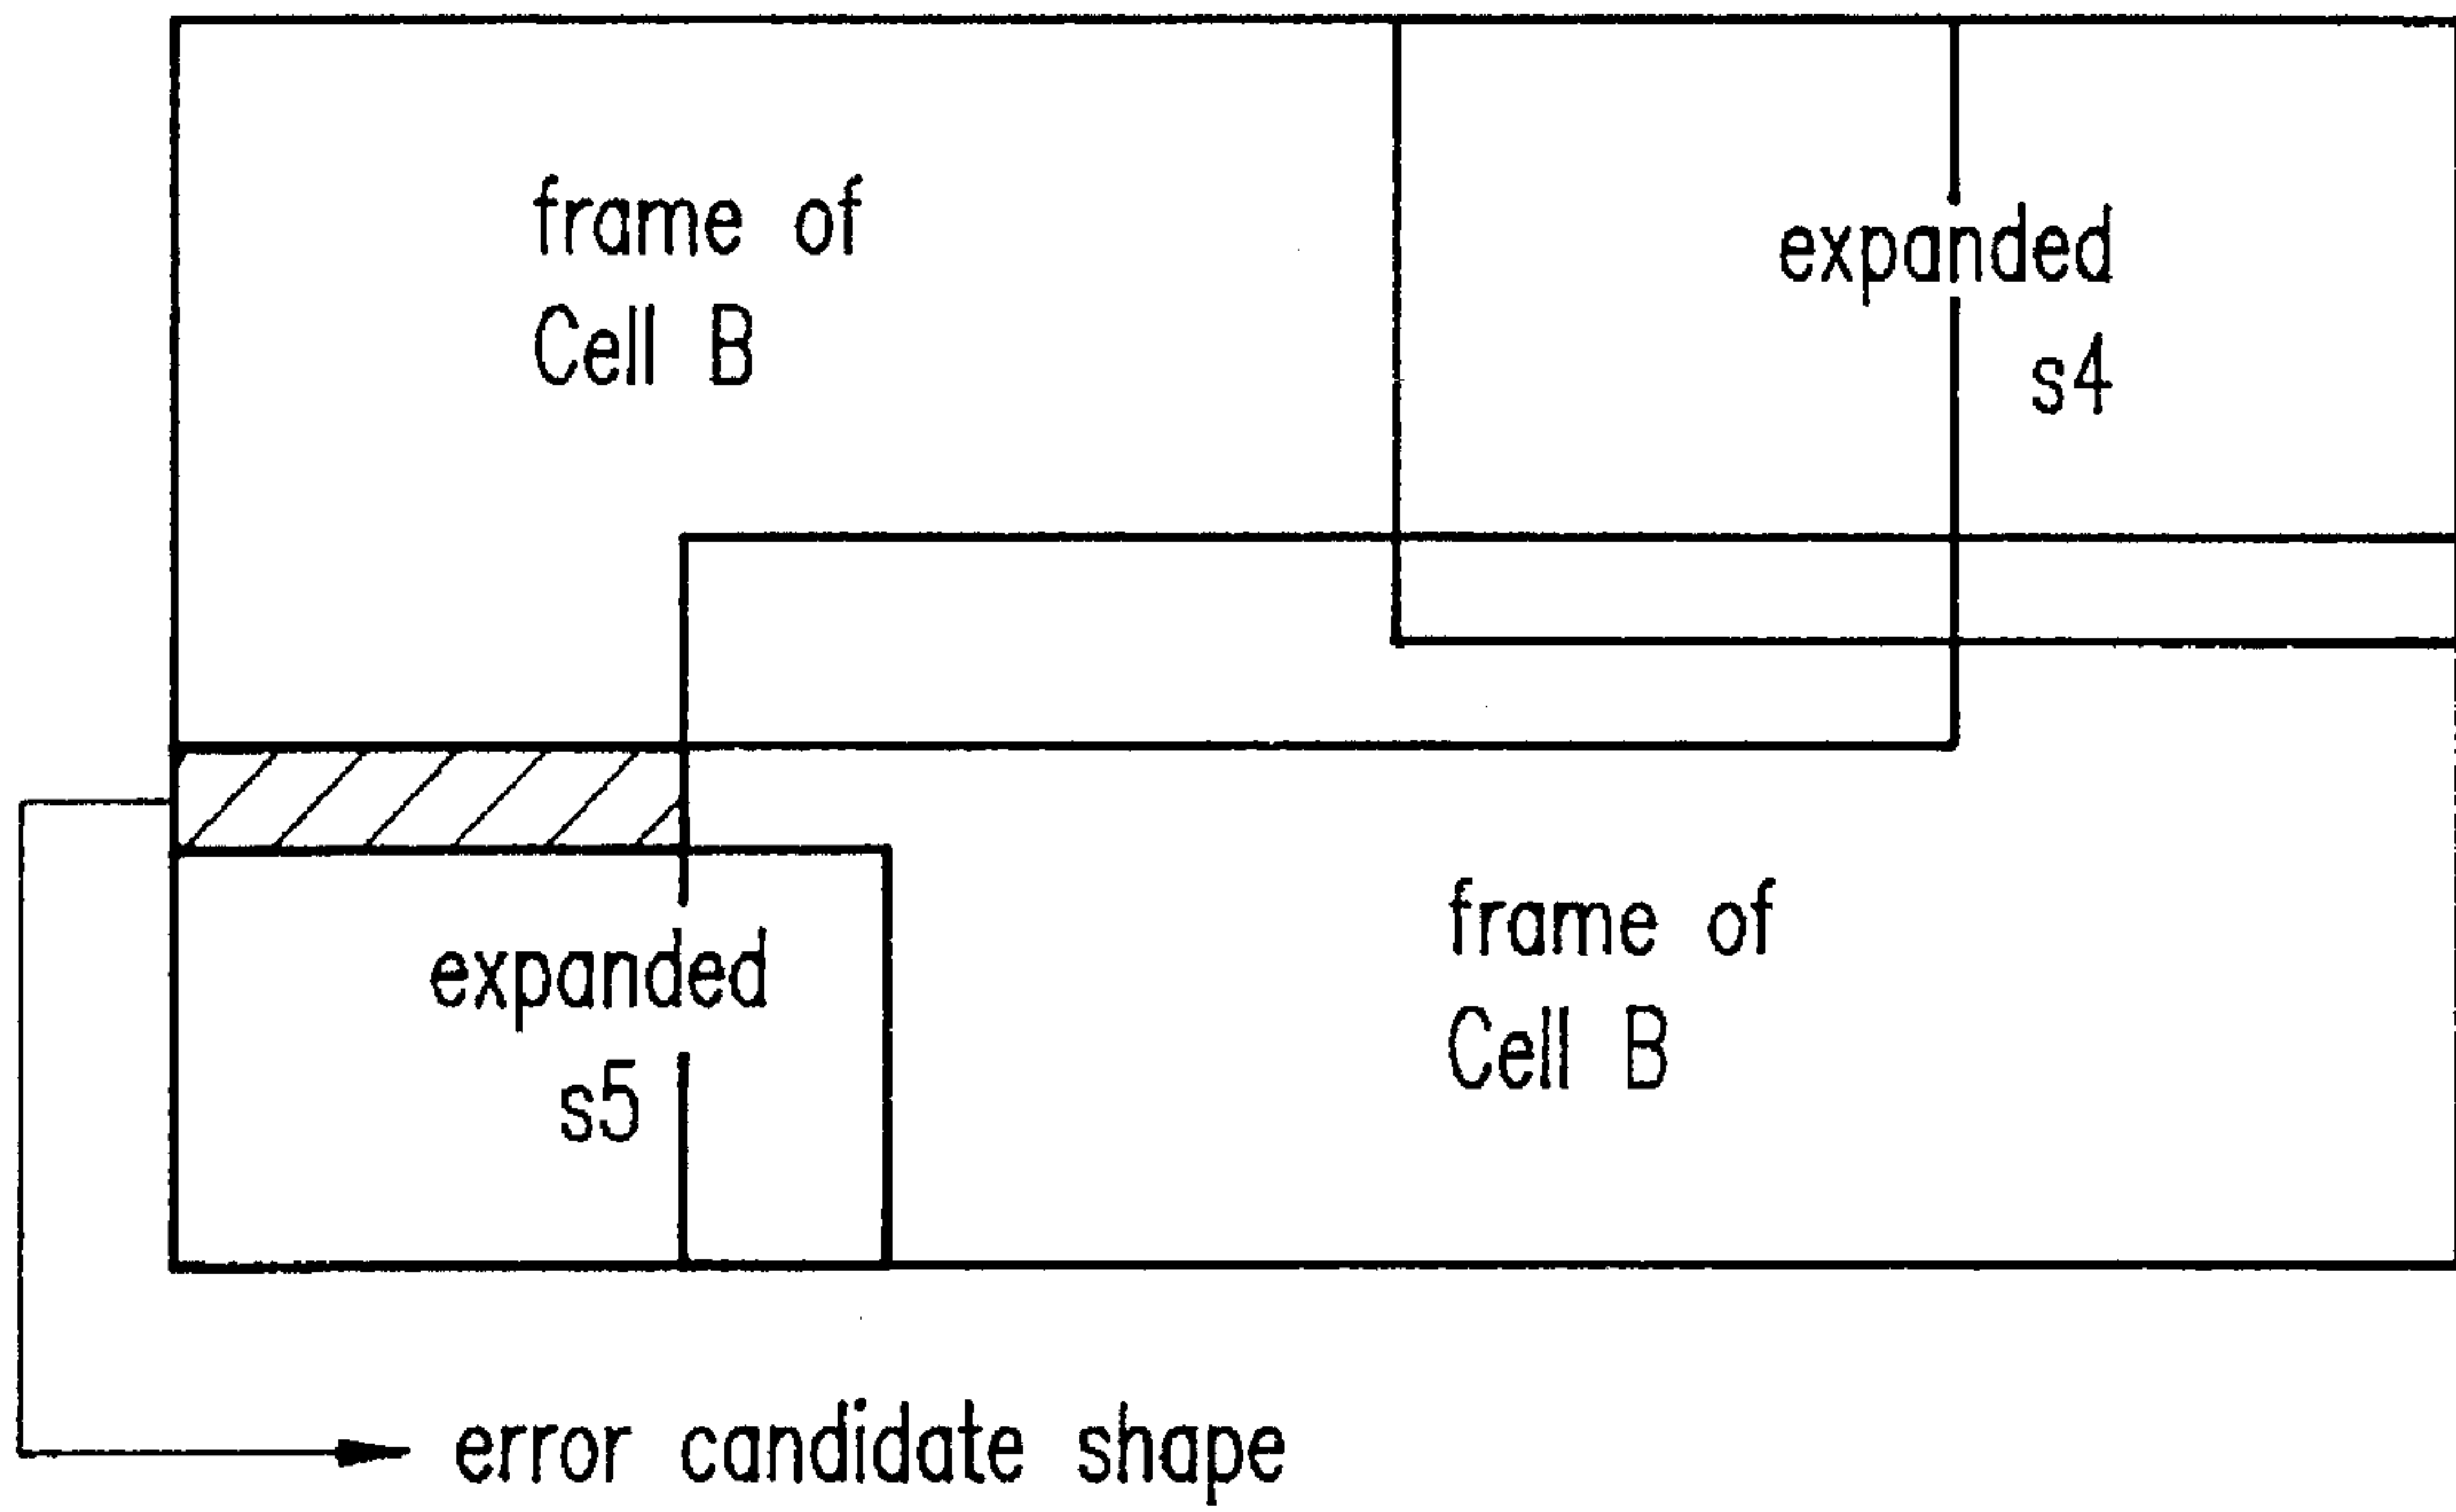 frame of
Cell B
expanded
s4
expanded
s5
frame of
Cell B
error candidate shape